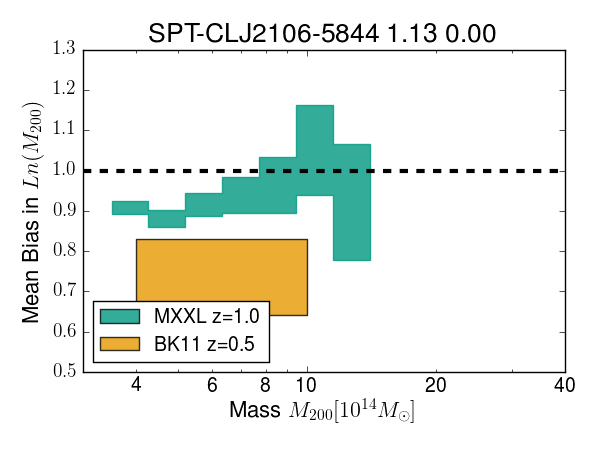 SPT-CLJ2106-5844 1.13 0.00
Mean Bias in Ln(M₂₀₀)
1.3
1.2
1.1
1.0
0.9
0.8
0.7
0.6
0.5
MXXL z=1.0
BK11 z=0.5
4 6 8 10 20 40
Mass M₂₀₀[10¹⁴M☉]